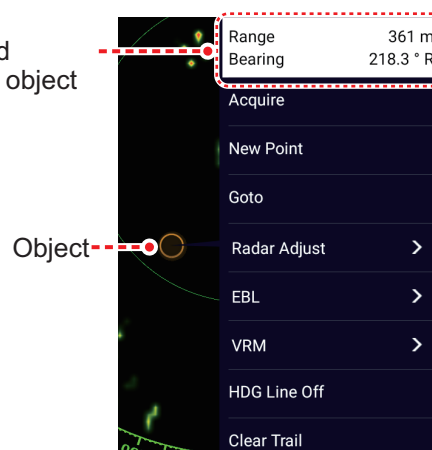 Range 361 m
Bearing 218.3 ° R
object
Acquire
New Point
Goto
Object
Radar Adjust
EBL
VRM
HDG Line Off
Clear Trail